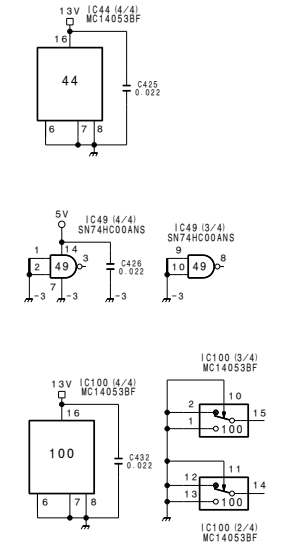 13V IC44 (4/4)
MC14053BF
16
44
C425
0.022
6 7 8
5V
IC49 (4/4)
SN74HC00ANS
IC49 (3/4)
SN74HC00ANS
14
1 3
2 49
7
C426
0.022
9 8
10 49
-3 -3 -3 -3
13V IC100 (4/4)
MC14053BF
16
100
C432
0.022
6 7 8
IC100 (3/4)
MC14053BF
10
2 15
1 100
11
12 14
13 100
IC100 (2/4)
MC14053BF